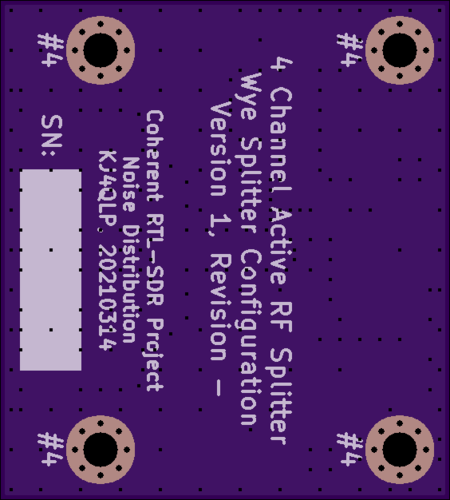 4 Channel Active RF Splitter
Wye Splitter Configuration
Version 1, Revision –
Coherent RTL-SDR Project
Noise Distribution
KJ4QLP, 20210314
SN:
#4
#4
#4
#4